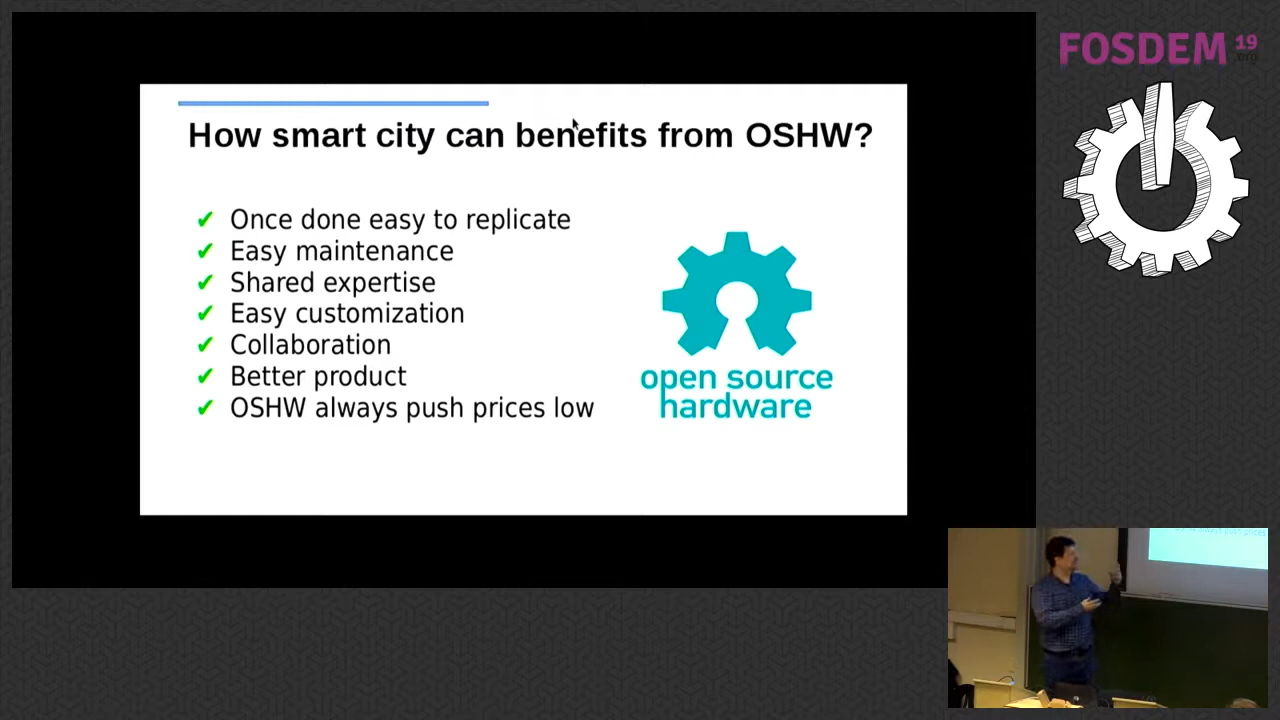 FOSDEM 19
.org
How smart city can benefits from OSHW?
✔ Once done easy to replicate
✔ Easy maintenance
✔ Shared expertise
✔ Easy customization
✔ Collaboration
✔ Better product
✔ OSHW always push prices low
open source
hardware